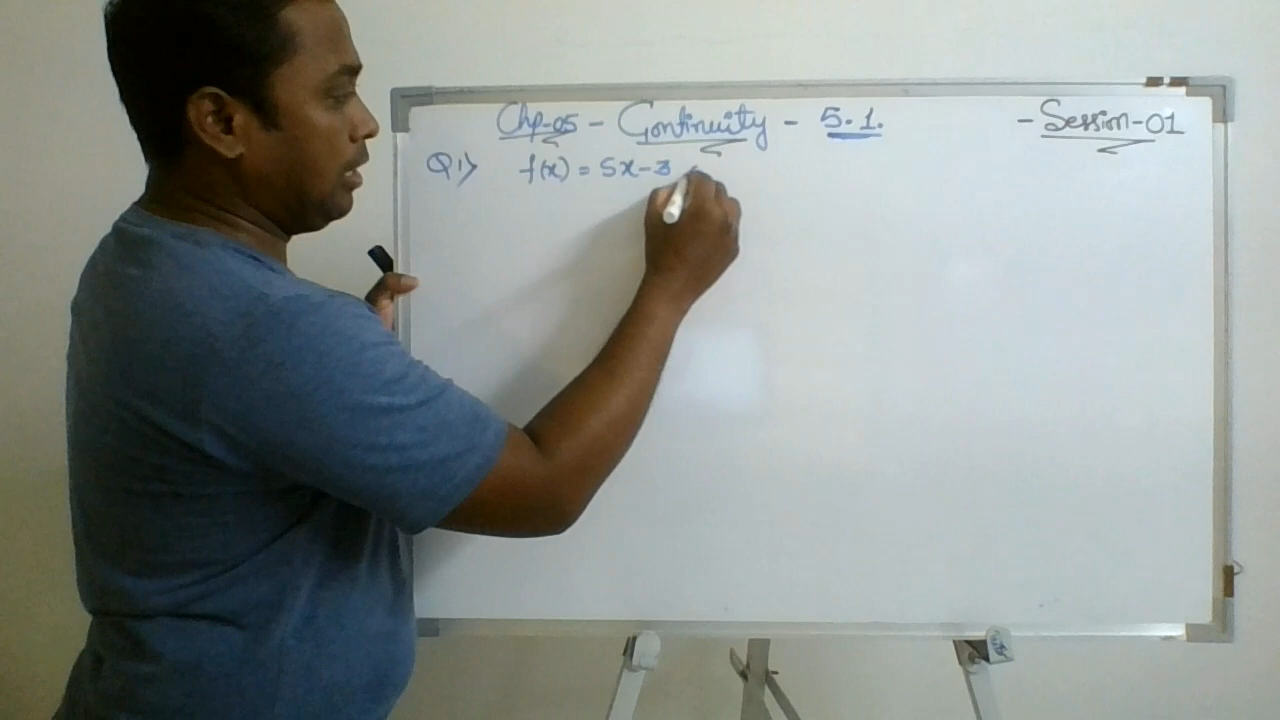 Chp-05 - Continuity - 5.1. - Session-01
Q1> f(x) = 5x-3